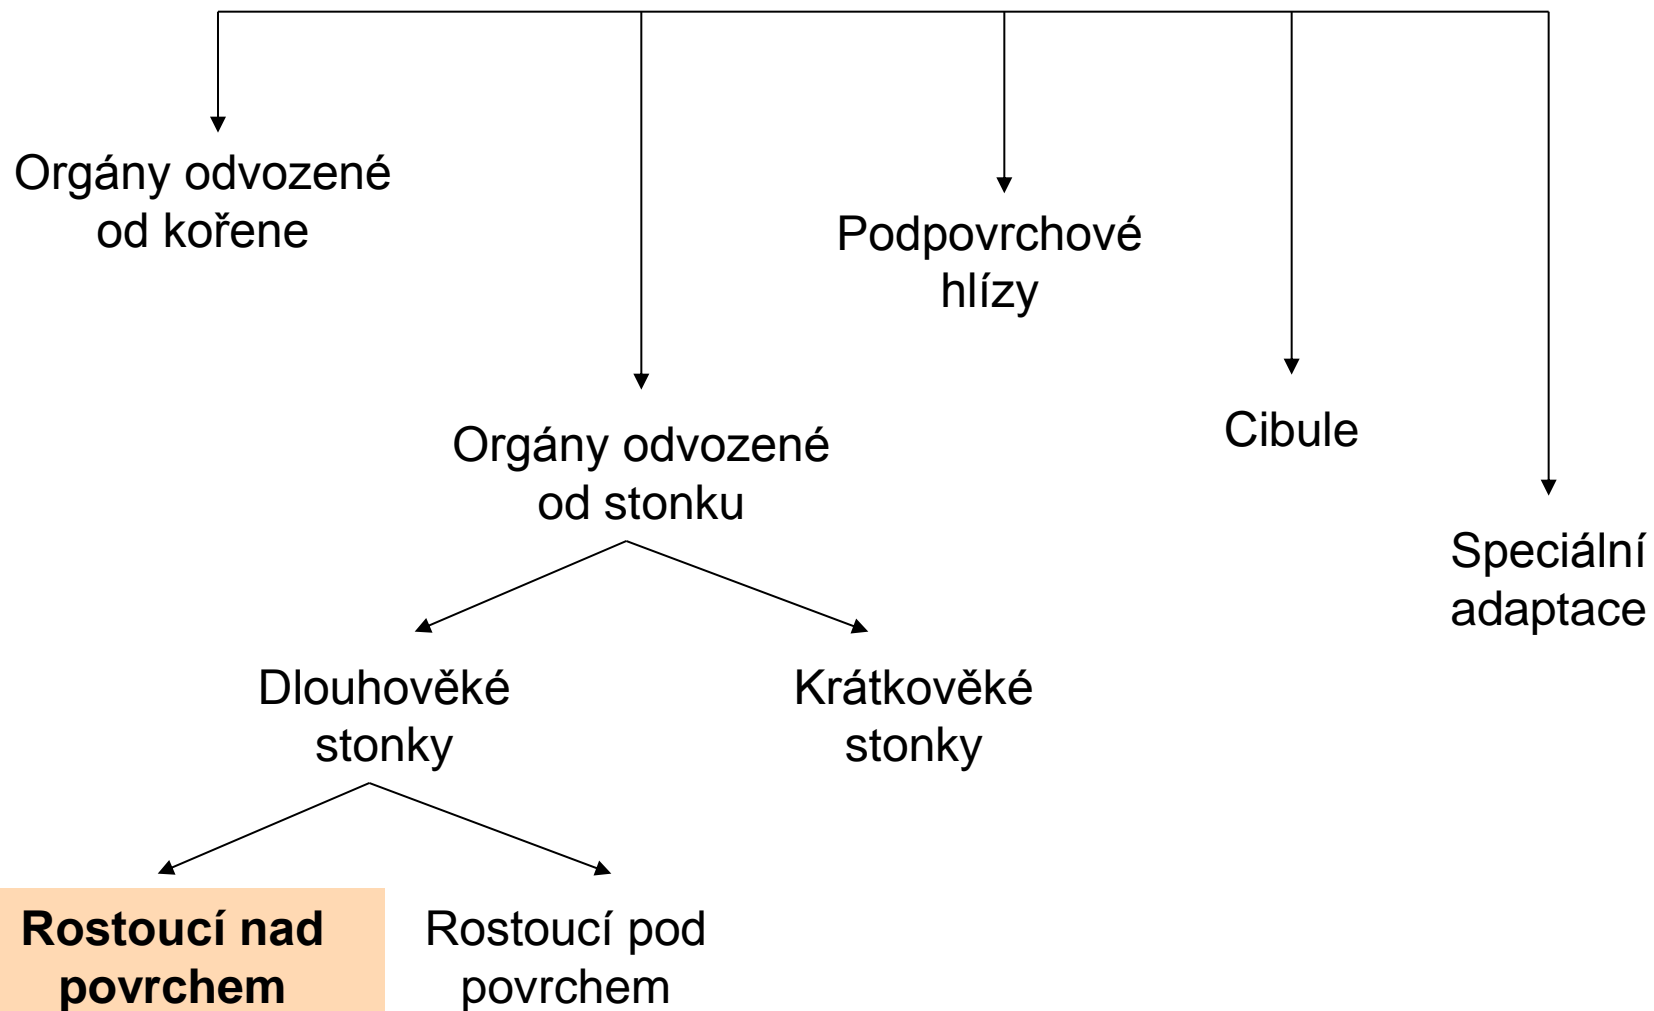 Orgány odvozené
od kořene
Podpovrchové
hlízy
Cibule
Orgány odvozené
od stonku
Speciální
adaptace
Dlouhověké
stonky
Krátkověké
stonky
Rostoucí nad
povrchem
Rostoucí pod
povrchem